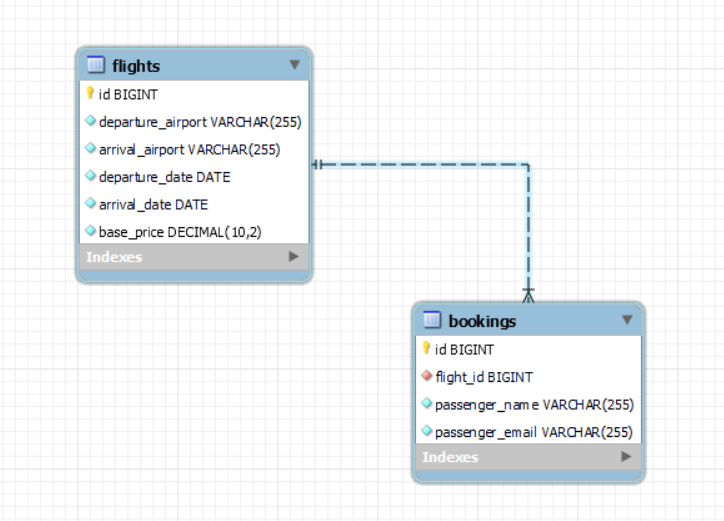 flights
id BIGINT
departure_airport VARCHAR(255)
arrival_airport VARCHAR(255)
departure_date DATE
arrival_date DATE
base_price DECIMAL(10,2)
Indexes
bookings
id BIGINT
flight_id BIGINT
passenger_name VARCHAR(255)
passenger_email VARCHAR(255)
Indexes